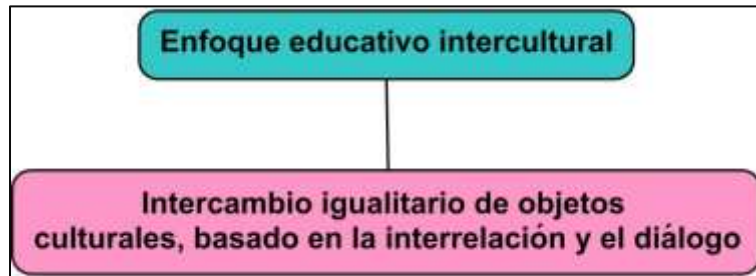 Enfoque educativo intercultural
Intercambio igualitario de objetos
culturales, basado en la interrelación y el diálogo